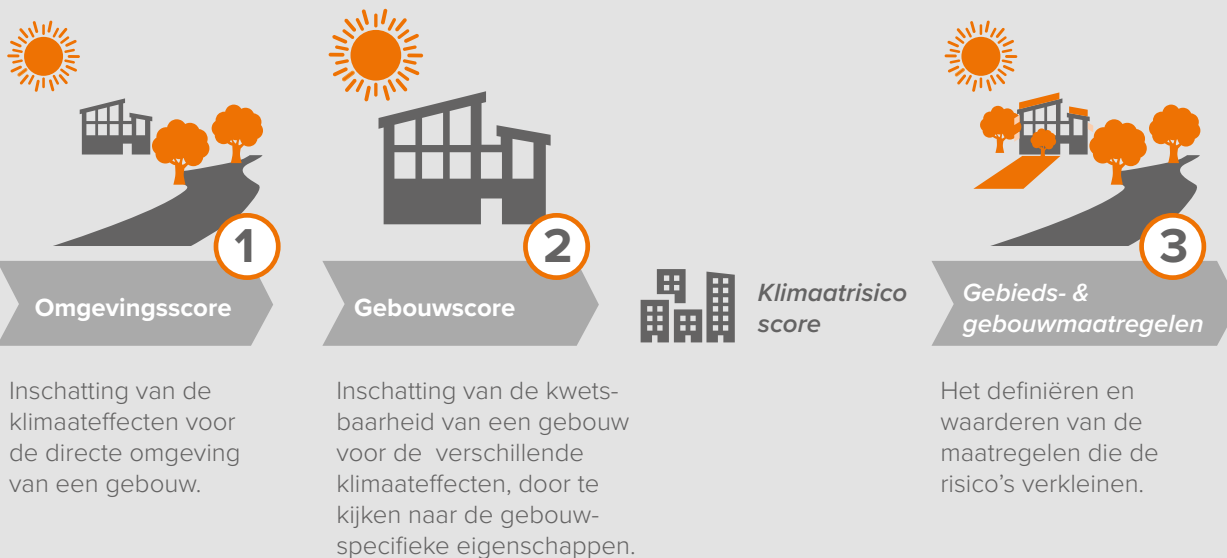 1
Omgevingsscore
Inschatting van de
klimaateffecten voor
de directe omgeving
van een gebouw.
2
Gebouwscore
Inschatting van de kwets-
baarheid van een gebouw
voor de verschillende
klimaateffecten, door te
kijken naar de gebouw-
specifieke eigenschappen.
Klimaatrisico
score
3
Gebieds- &
gebouwmaatregelen
Het definiëren en
waarderen van de
maatregelen die de
risico's verkleinen.